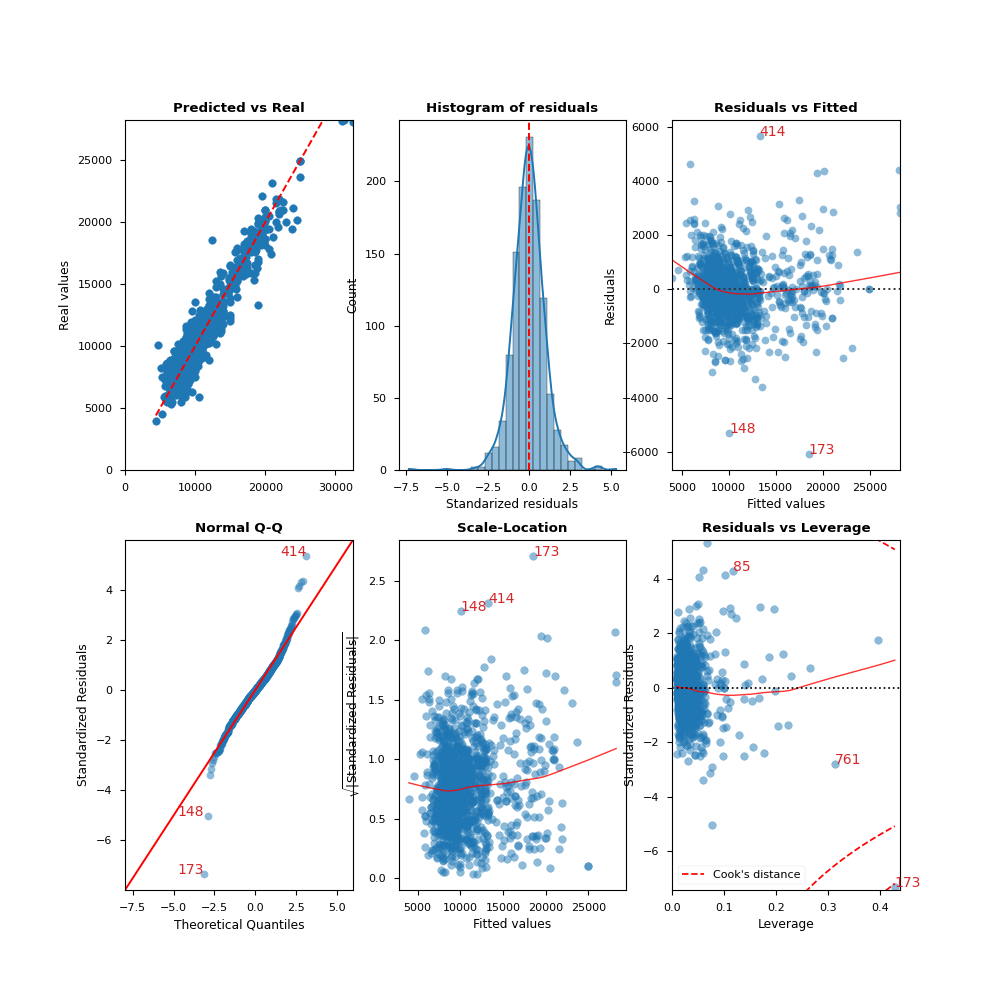 Predicted vs Real
Real values
25000
20000
15000
10000
5000
0
0 10000 20000 30000
Histogram of residuals
Count
200
150
100
50
0
−7.5 −5.0 −2.5 0.0 2.5 5.0
Standarized residuals
Residuals vs Fitted
Residuals
6000
4000
2000
0
−2000
−4000
−6000
414
148
173
5000 10000 15000 20000 25000
Fitted values
Normal Q-Q
Standardized Residuals
4
2
0
−2
−4
−6
414
148
173
−7.5 −5.0 −2.5 0.0 2.5 5.0
Theoretical Quantiles
Scale-Location
√|Standardized Residuals|
2.5
2.0
1.5
1.0
0.5
0.0
173
414
148
5000 10000 15000 20000 25000
Fitted values
Residuals vs Leverage
Standardized Residuals
4
2
0
−2
−4
−6
85
761
173
Cook's distance
0.0 0.1 0.2 0.3 0.4
Leverage